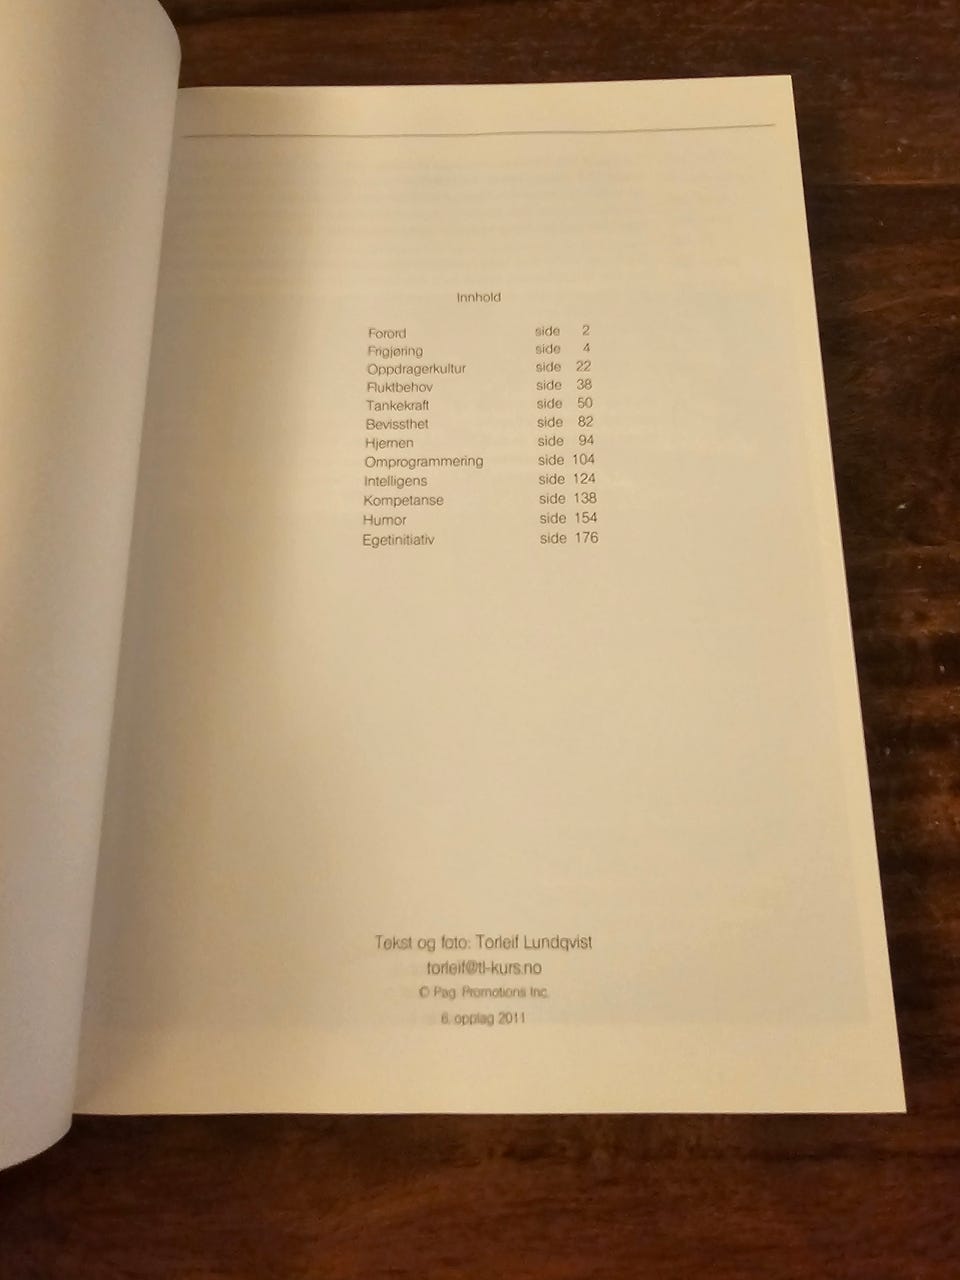 Innhold
Forord side 2
Frigjøring side 4
Oppdragerkultur side 22
Fluktbehov side 38
Tankekraft side 50
Bevissthet side 82
Hjernen side 94
Omprogrammering side 104
Intelligens side 124
Kompetanse side 138
Humor side 154
Egetinitiativ side 176
Tekst og foto: Torleif Lundqvist
torleif@tl-kurs.no
© Pag. Promotions Inc.
6. opplag 2011